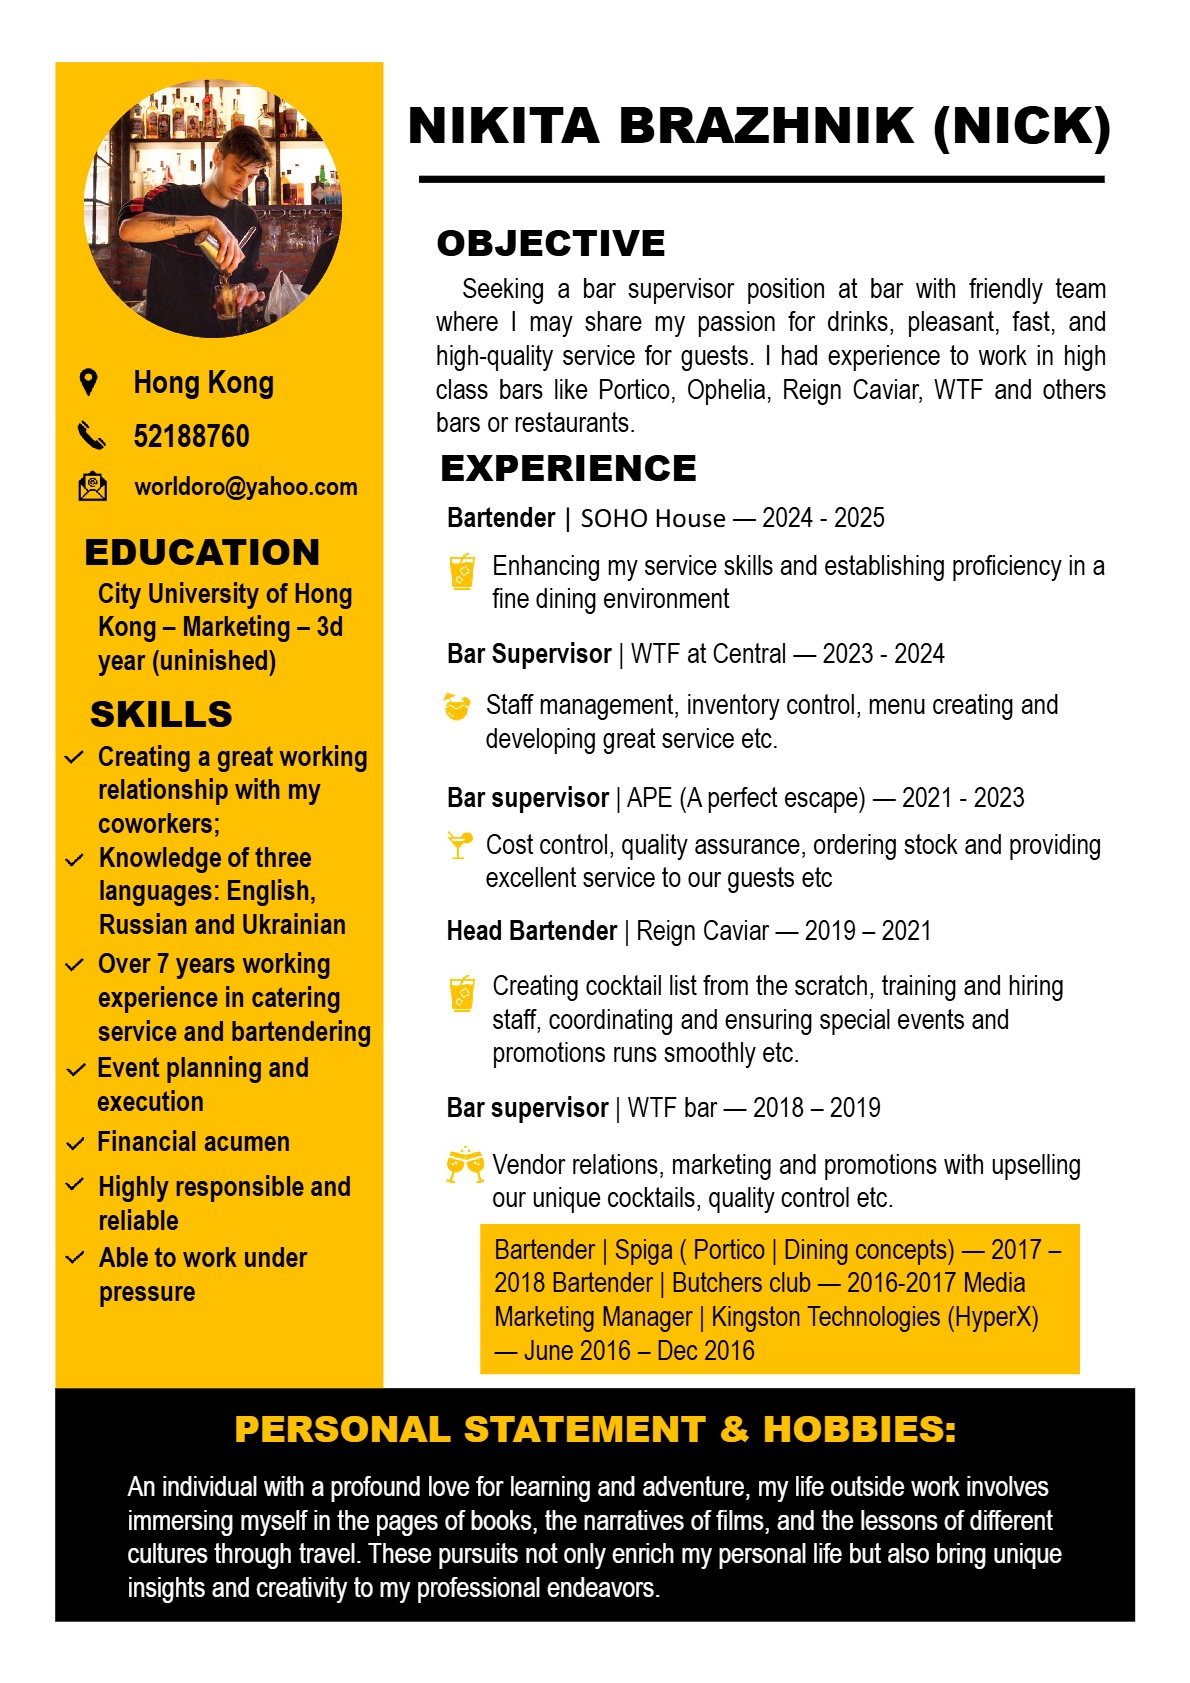 NIKITA BRAZHNIK (NICK)
Hong Kong
52188760
worldoro@yahoo.com
EDUCATION
City University of Hong
Kong – Marketing – 3d
year (uninished)
SKILLS
Creating a great working
relationship with my
coworkers;
Knowledge of three
languages: English,
Russian and Ukrainian
Over 7 years working
experience in catering
service and bartendering
Event planning and
execution
Financial acumen
Highly responsible and
reliable
Able to work under
pressure
OBJECTIVE
Seeking a bar supervisor position at bar with friendly team
where I may share my passion for drinks, pleasant, fast, and
high-quality service for guests. I had experience to work in high
class bars like Portico, Ophelia, Reign Caviar, WTF and others
bars or restaurants.
EXPERIENCE
Bartender | SOHO House — 2024 - 2025
Enhancing my service skills and establishing proficiency in a
fine dining environment
Bar Supervisor | WTF at Central — 2023 - 2024
Staff management, inventory control, menu creating and
developing great service etc.
Bar supervisor | APE (A perfect escape) — 2021 - 2023
Cost control, quality assurance, ordering stock and providing
excellent service to our guests etc
Head Bartender | Reign Caviar — 2019 – 2021
Creating cocktail list from the scratch, training and hiring
staff, coordinating and ensuring special events and
promotions runs smoothly etc.
Bar supervisor | WTF bar — 2018 – 2019
Vendor relations, marketing and promotions with upselling
our unique cocktails, quality control etc.
Bartender | Spiga ( Portico | Dining concepts) — 2017 –
2018 Bartender | Butchers club — 2016-2017 Media
Marketing Manager | Kingston Technologies (HyperX)
— June 2016 – Dec 2016
PERSONAL STATEMENT & HOBBIES:
An individual with a profound love for learning and adventure, my life outside work involves
immersing myself in the pages of books, the narratives of films, and the lessons of different
cultures through travel. These pursuits not only enrich my personal life but also bring unique
insights and creativity to my professional endeavors.